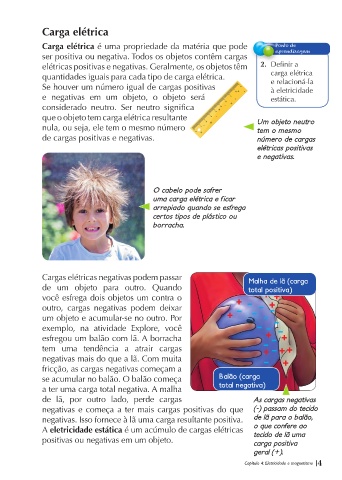 Carga elétrica
Carga elétrica é uma propriedade da matéria que pode
ser positiva ou negativa. Todos os objetos contêm cargas
elétricas positivas e negativas. Geralmente, os objetos têm
quantidades iguais para cada tipo de carga elétrica.
Se houver um número igual de cargas positivas
e negativas em um objeto, o objeto será
considerado neutro. Ser neutro significa
que o objeto tem carga elétrica resultante
nula, ou seja, ele tem o mesmo número
de cargas positivas e negativas.
Ponto de
aprendizagem
2. Definir a
carga elétrica
e relacioná-la
à eletricidade
estática.
Um objeto neutro
tem o mesmo
número de cargas
elétricas positivas
e negativas.
O cabelo pode sofrer
uma carga elétrica e ficar
arrepiado quando se esfrega
certos tipos de plástico ou
borracha.
Cargas elétricas negativas podem passar
de um objeto para outro. Quando
você esfrega dois objetos um contra o
outro, cargas negativas podem deixar
um objeto e acumular-se no outro. Por
exemplo, na atividade Explore, você
esfregou um balão com lã. A borracha
tem uma tendência a atrair cargas
negativas mais do que a lã. Com muita
fricção, as cargas negativas começam a
se acumular no balão. O balão começa
a ter uma carga total negativa. A malha
de lã, por outro lado, perde cargas
negativas e começa a ter mais cargas positivas do que
negativas. Isso fornece à lã uma carga resultante positiva.
A eletricidade estática é um acúmulo de cargas elétricas
positivas ou negativas em um objeto.
Malha de lã (carga
total positiva)
Balão (carga
total negativa)
As cargas negativas
(-) passam do tecido
de lã para o balão,
o que confere ao
tecido de lã uma
carga positiva
geral (+).
Capítulo 4: Eletricidade e magnetismo 14